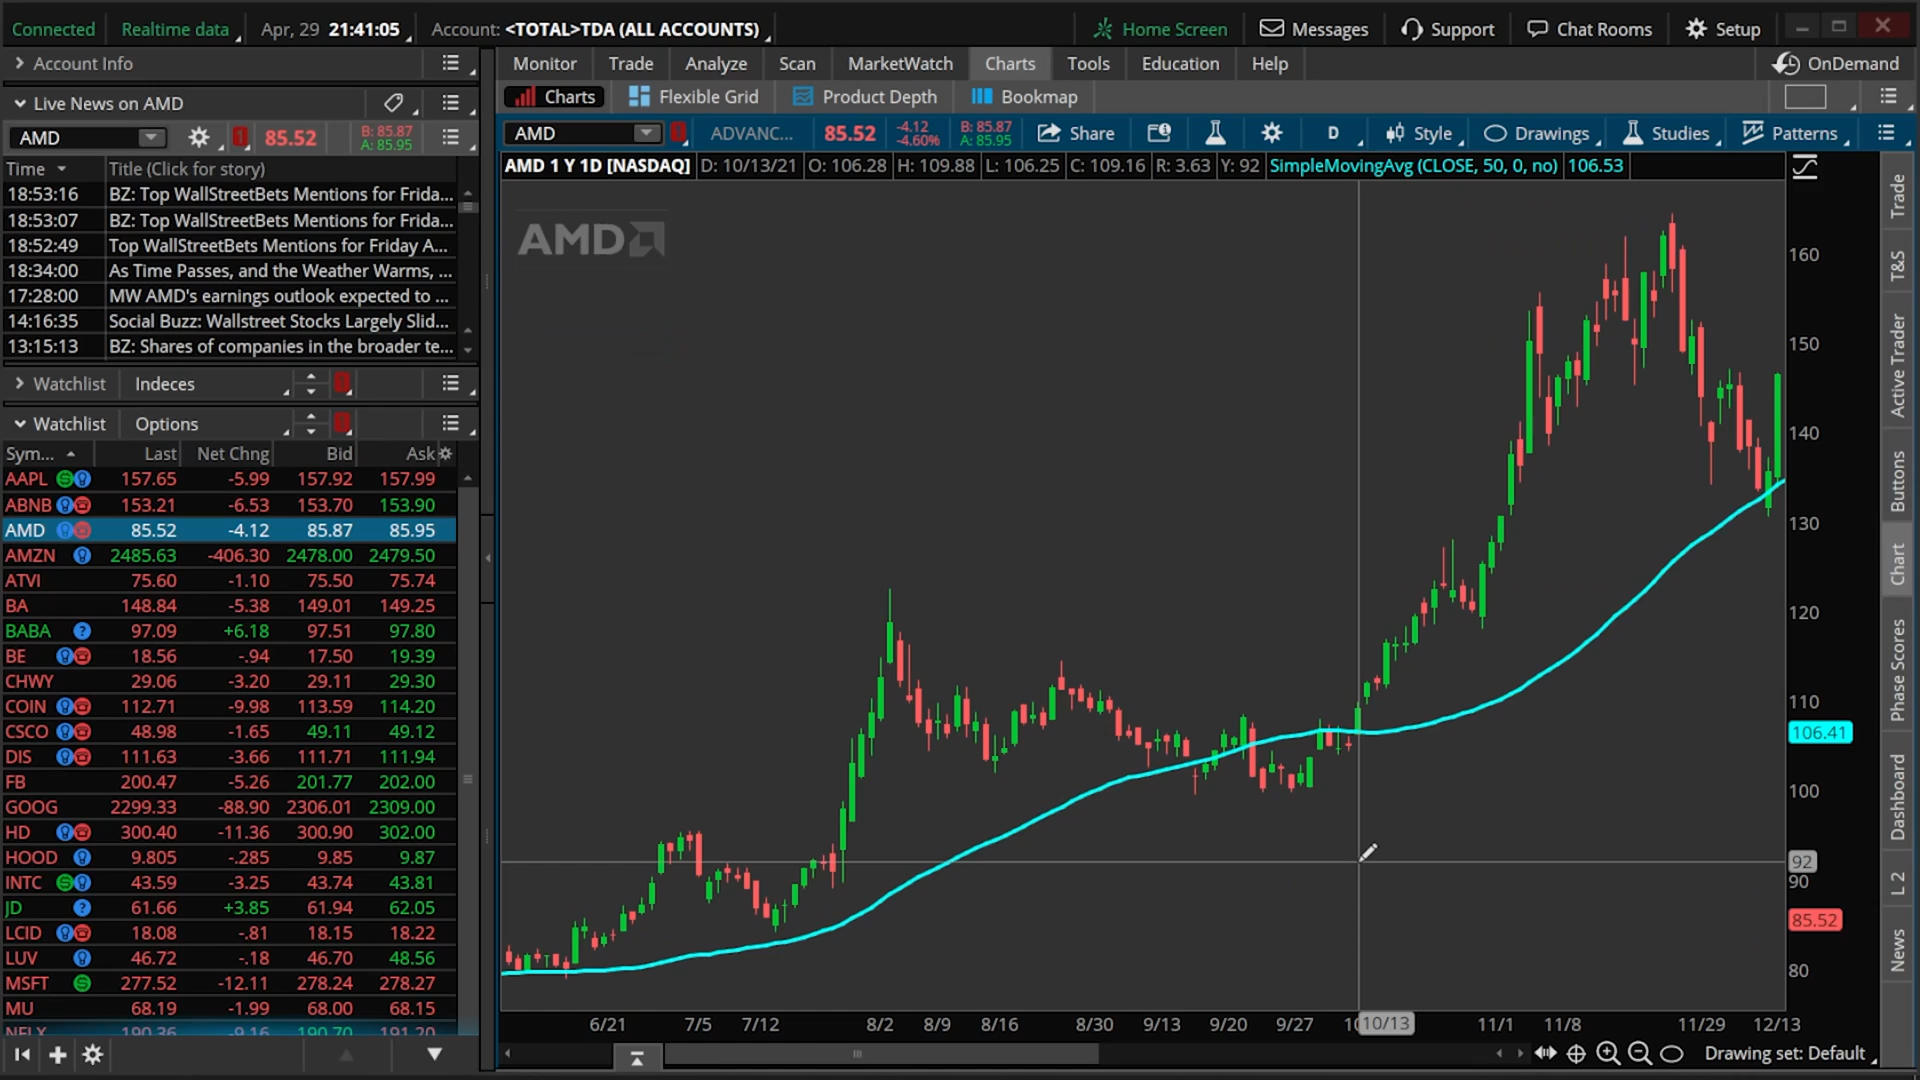 Connected Realtime data Apr, 29 21:41:05 Account: <TOTAL>TDA (ALL ACCOUNTS) Home Screen Messages Support Chat Rooms Setup
Account Info
Monitor Trade Analyze Scan MarketWatch Charts Tools Education Help OnDemand
Live News on AMD
Charts Flexible Grid Product Depth Bookmap
AMD 85.52 B: 85.87 A: 85.95
AMD ADVANC... 85.52 -4.12 -4.60% B: 85.87 A: 85.95 Share D Style Drawings Studies Patterns
AMD 1 Y 1D [NASDAQ] D: 10/13/21 O: 106.28 H: 109.88 L: 106.25 C: 109.16 R: 3.63 Y: 92 SimpleMovingAvg (CLOSE, 50, 0, no) 106.53
Time Title (Click for story)
18:53:16 BZ: Top WallStreetBets Mentions for Frida...
18:53:07 BZ: Top WallStreetBets Mentions for Frida...
18:52:49 Top WallStreetBets Mentions for Friday A...
18:34:00 As Time Passes, and the Weather Warms, ...
17:28:00 MW AMD's earnings outlook expected to ...
14:16:35 Social Buzz: Wallstreet Stocks Largely Slid...
13:15:13 BZ: Shares of companies in the broader te...
Watchlist Indeces
Watchlist Options
Sym... Last Net Chng Bid Ask
AAPL 157.65 -5.99 157.92 157.99
ABNB 153.21 -6.53 153.70 153.90
AMD 85.52 -4.12 85.87 85.95
AMZN 2485.63 -406.30 2478.00 2479.50
ATVI 75.60 -1.10 75.50 75.74
BA 148.84 -5.38 149.01 149.25
BABA 97.09 +6.18 97.51 97.80
BE 18.56 -.94 17.50 19.39
CHWY 29.06 -3.20 29.11 29.30
COIN 112.71 -9.98 113.59 114.20
CSCO 48.98 -1.65 49.11 49.12
DIS 111.63 -3.66 111.71 111.94
FB 200.47 -5.26 201.77 202.00
GOOG 2299.33 -88.90 2306.01 2309.00
HD 300.40 -11.36 300.90 302.00
HOOD 9.805 -.285 9.85 9.87
INTC 43.59 -3.25 43.74 43.81
JD 61.66 +3.85 61.94 62.05
LCID 18.08 -.81 18.15 18.22
LUV 46.72 -.18 46.70 48.56
MSFT 277.52 -12.11 278.24 278.27
MU 68.19 -1.99 68.00 68.15
NFLX 190.36 -9.16 190.70 191.20
AMD
160
150
140
130
120
110
106.41
100
92
90
85.52
80
6/21 7/5 7/12 8/2 8/9 8/16 8/30 9/13 9/20 9/27 10/13 11/1 11/8 11/29 12/13
Drawing set: Default
Trade
T&S
Active Trader
Buttons
Chart
Phase Scores
Dashboard
L 2
News